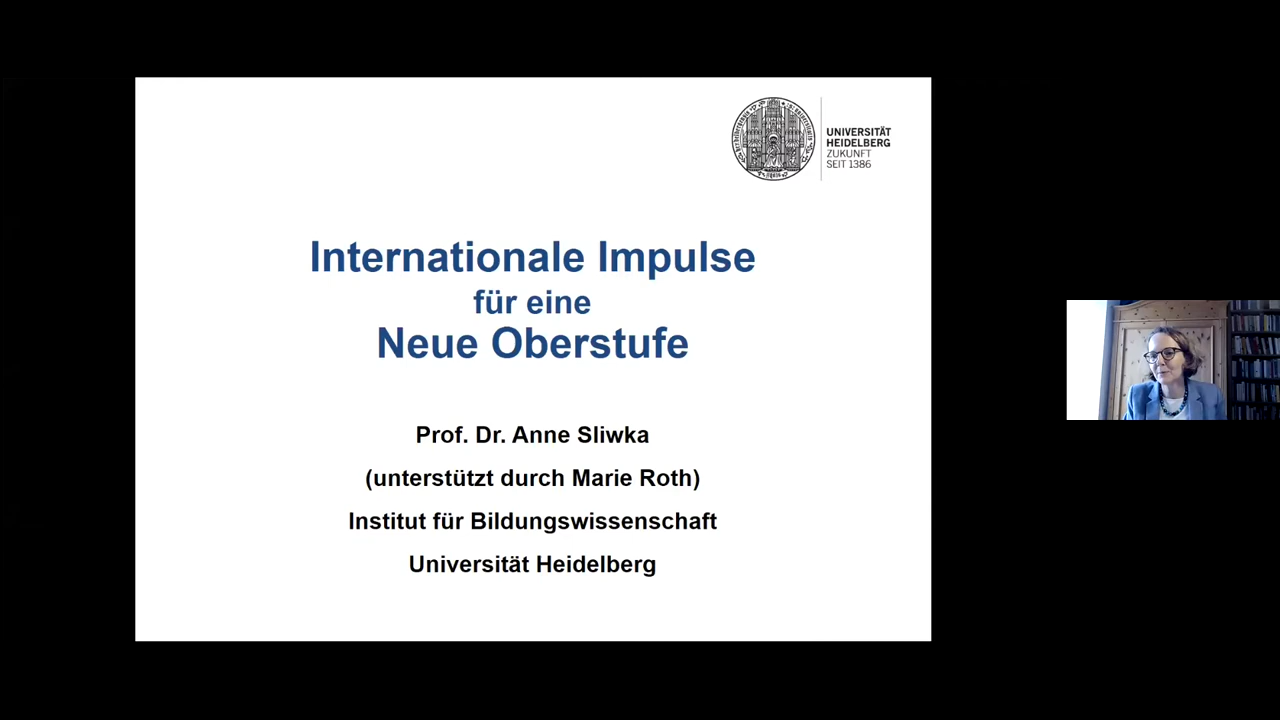 UNIVERSITÄT
HEIDELBERG
ZUKUNFT
SEIT 1386
Internationale Impulse
für eine
Neue Oberstufe
Prof. Dr. Anne Sliwka
(unterstützt durch Marie Roth)
Institut für Bildungswissenschaft
Universität Heidelberg